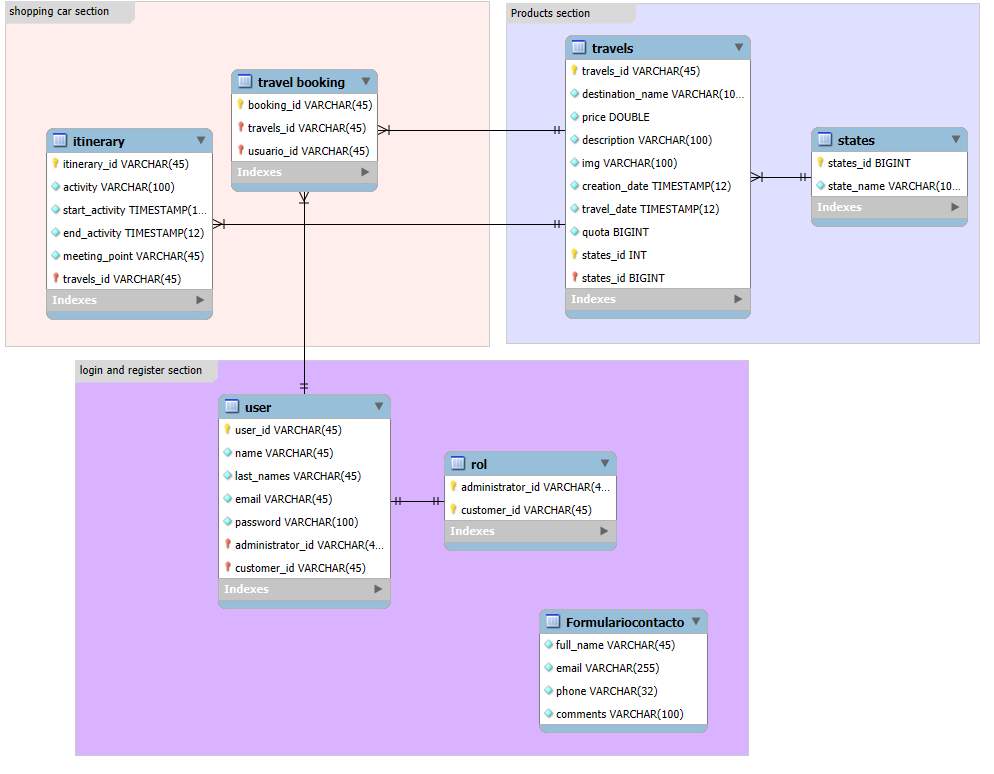 shopping car section
travel booking
booking_id VARCHAR(45)
travels_id VARCHAR(45)
usuario_id VARCHAR(45)
Indexes
itinerary
itinerary_id VARCHAR(45)
activity VARCHAR(100)
start_activity TIMESTAMP(1...
end_activity TIMESTAMP(12)
meeting_point VARCHAR(45)
travels_id VARCHAR(45)
Indexes
Products section
travels
travels_id VARCHAR(45)
destination_name VARCHAR(10...
price DOUBLE
description VARCHAR(100)
img VARCHAR(100)
creation_date TIMESTAMP(12)
travel_date TIMESTAMP(12)
quota BIGINT
states_id INT
states_id BIGINT
Indexes
states
states_id BIGINT
state_name VARCHAR(10...
Indexes
login and register section
user
user_id VARCHAR(45)
name VARCHAR(45)
last_names VARCHAR(45)
email VARCHAR(45)
password VARCHAR(100)
administrator_id VARCHAR(4...
customer_id VARCHAR(45)
Indexes
rol
administrator_id VARCHAR(4...
customer_id VARCHAR(45)
Indexes
Formulariocontacto
full_name VARCHAR(45)
email VARCHAR(255)
phone VARCHAR(32)
comments VARCHAR(100)